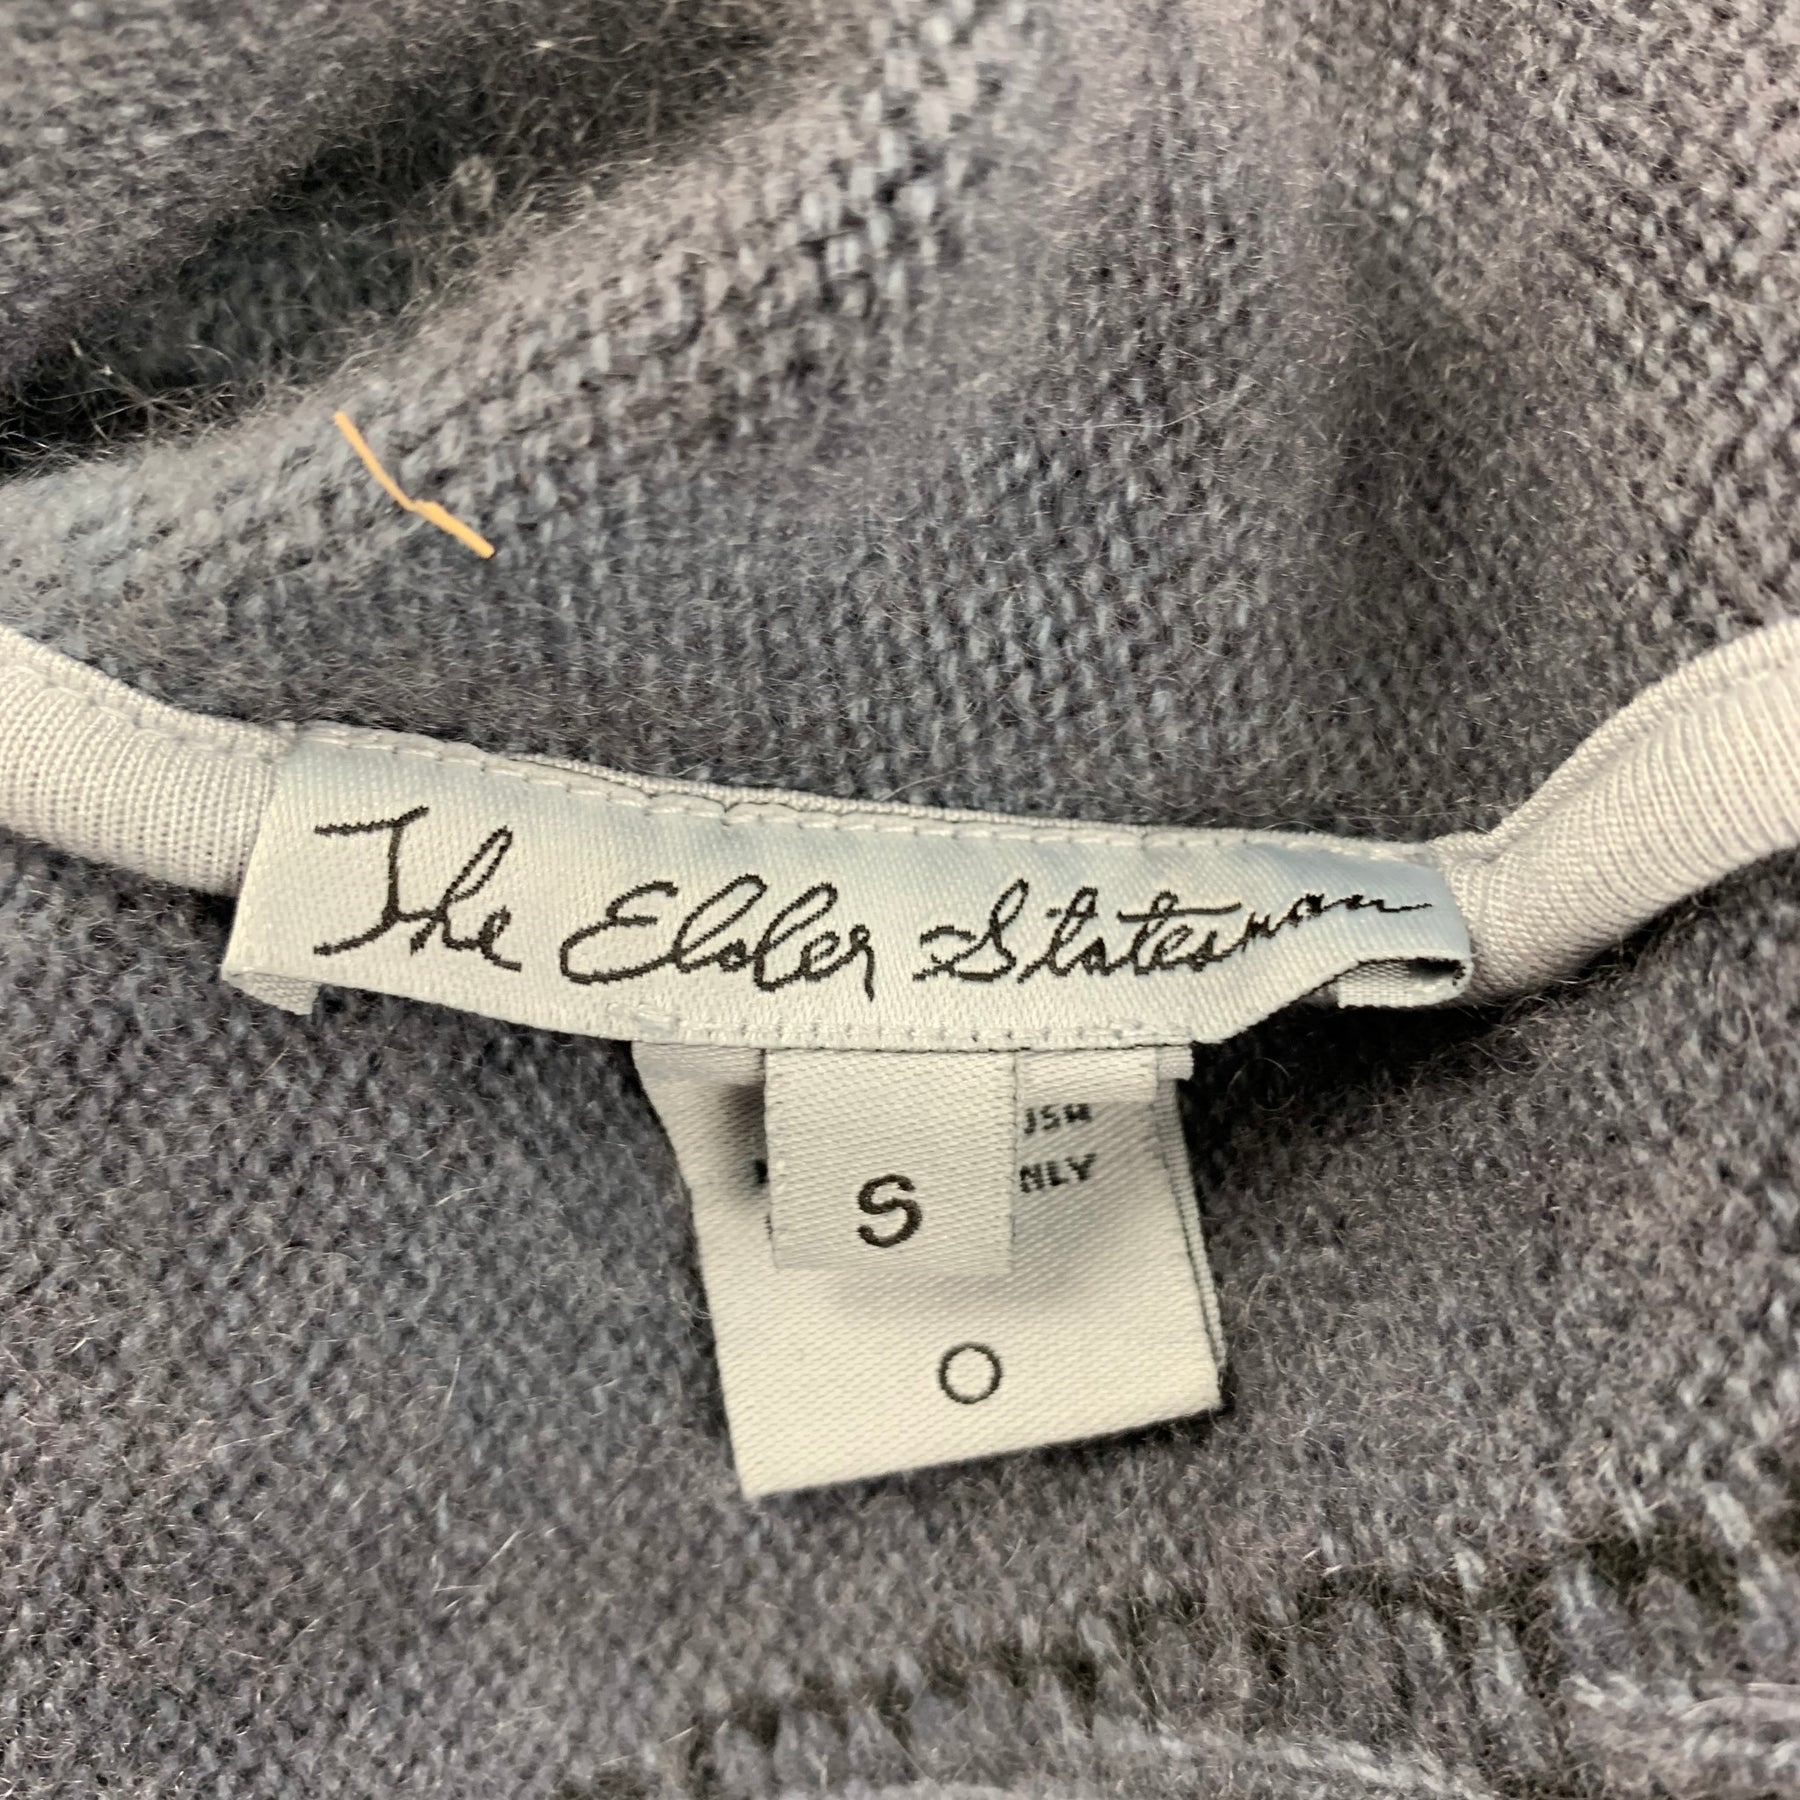 The Elder Statesman
S